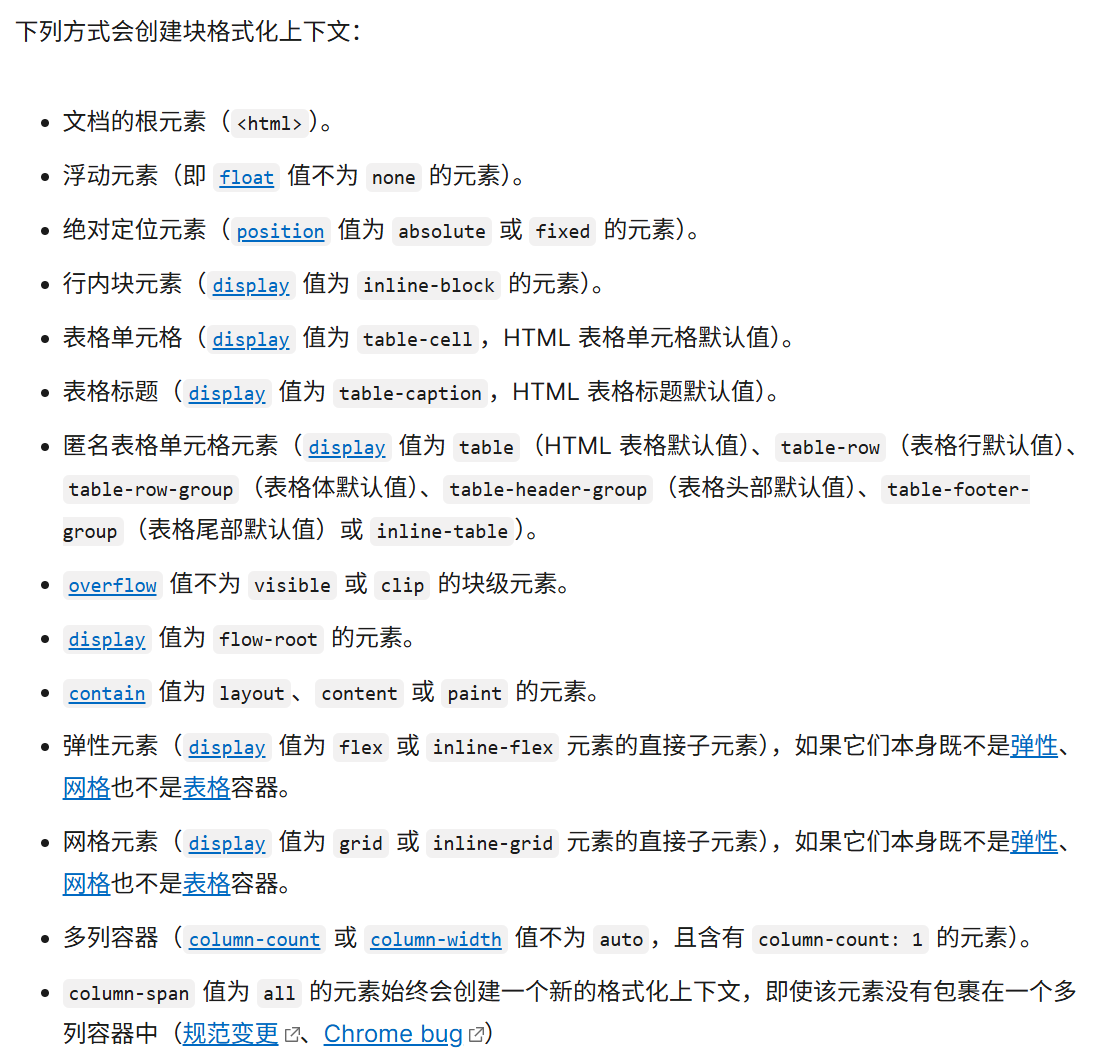 下列方式会创建块格式化上下文：
文档的根元素（<html>）。
浮动元素（即 float 值不为 none 的元素）。
绝对定位元素（position 值为 absolute 或 fixed 的元素）。
行内块元素（display 值为 inline-block 的元素）。
表格单元格（display 值为 table-cell，HTML 表格单元格默认值）。
表格标题（display 值为 table-caption，HTML 表格标题默认值）。
匿名表格单元格元素（display 值为 table（HTML 表格默认值）、table-row（表格行默认值）、
table-row-group（表格体默认值）、table-header-group（表格头部默认值）、table-footer-
group（表格尾部默认值）或 inline-table）。
overflow 值不为 visible 或 clip 的块级元素。
display 值为 flow-root 的元素。
contain 值为 layout、content 或 paint 的元素。
弹性元素（display 值为 flex 或 inline-flex 元素的直接子元素），如果它们本身既不是弹性、
网格也不是表格容器。
网格元素（display 值为 grid 或 inline-grid 元素的直接子元素），如果它们本身既不是弹性、
网格也不是表格容器。
多列容器（column-count 或 column-width 值不为 auto，且含有 column-count: 1 的元素）。
column-span 值为 all 的元素始终会创建一个新的格式化上下文，即使该元素没有包裹在一个多
列容器中（规范变更、Chrome bug）